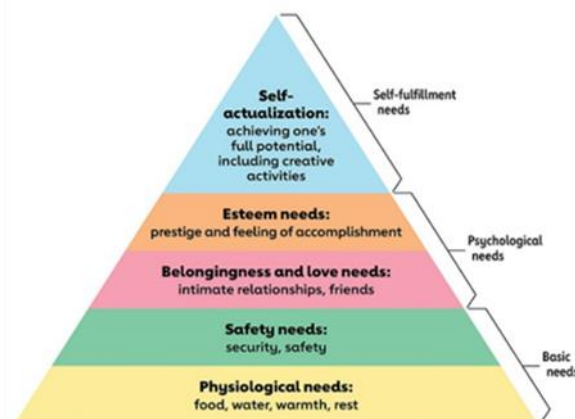 Self-
actualization:
achieving one's
full potential,
including creative
activities
Self-fulfillment
needs
Esteem needs:
prestige and feeling of accomplishment
Psychological
needs
Belongingness and love needs:
intimate relationships, friends
Safety needs:
security, safety
Basic
needs
Physiological needs:
food, water, warmth, rest